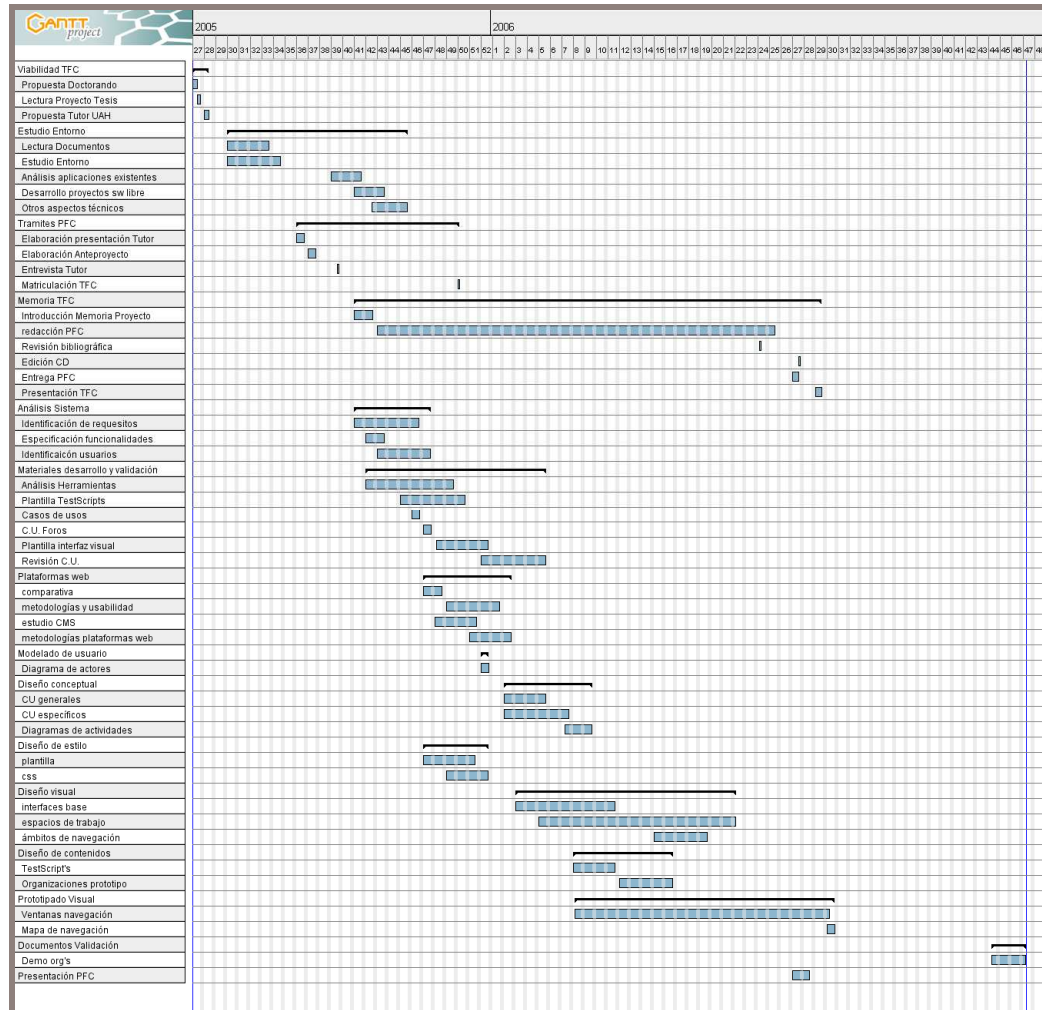 GANTT
project
2005 2006
27 28 29 30 31 32 33 34 35 36 37 38 39 40 41 42 43 44 45 46 47 48 49 50 51 52 1 2 3 4 5 6 7 8 9 10 11 12 13 14 15 16 17 18 19 20 21 22 23 24 25 26 27 28 29 30 31 32 33 34 35 36 37 38 39 40 41 42 43 44 45 46 47 48
Viabilidad TFC
Propuesta Doctorando
Lectura Proyecto Tesis
Propuesta Tutor UAH
Estudio Entorno
Lectura Documentos
Estudio Entorno
Análisis aplicaciones existentes
Desarrollo proyectos sw libre
Otros aspectos técnicos
Tramites PFC
Elaboración presentación Tutor
Elaboración Anteproyecto
Entrevista Tutor
Matriculación TFC
Memoria TFC
Introducción Memoria Proyecto
redacción PFC
Revisión bibliográfica
Edición CD
Entrega PFC
Presentación TFC
Análisis Sistema
Identificación de requesitos
Especificación funcionalidades
Identificaicón usuarios
Materiales desarrollo y validación
Análisis Herramientas
Plantilla TestScripts
Casos de usos
C.U. Foros
Plantilla interfaz visual
Revisión C.U.
Plataformas web
comparativa
metodologías y usabilidad
estudio CMS
metodologías plataformas web
Modelado de usuario
Diagrama de actores
Diseño conceptual
CU generales
CU específicos
Diagramas de actividades
Diseño de estilo
plantilla
css
Diseño visual
interfaces base
espacios de trabajo
ámbitos de navegación
Diseño de contenidos
TestScript's
Organizaciones prototipo
Prototipado Visual
Ventanas navegación
Mapa de navegación
Documentos Validación
Demo org's
Presentación PFC